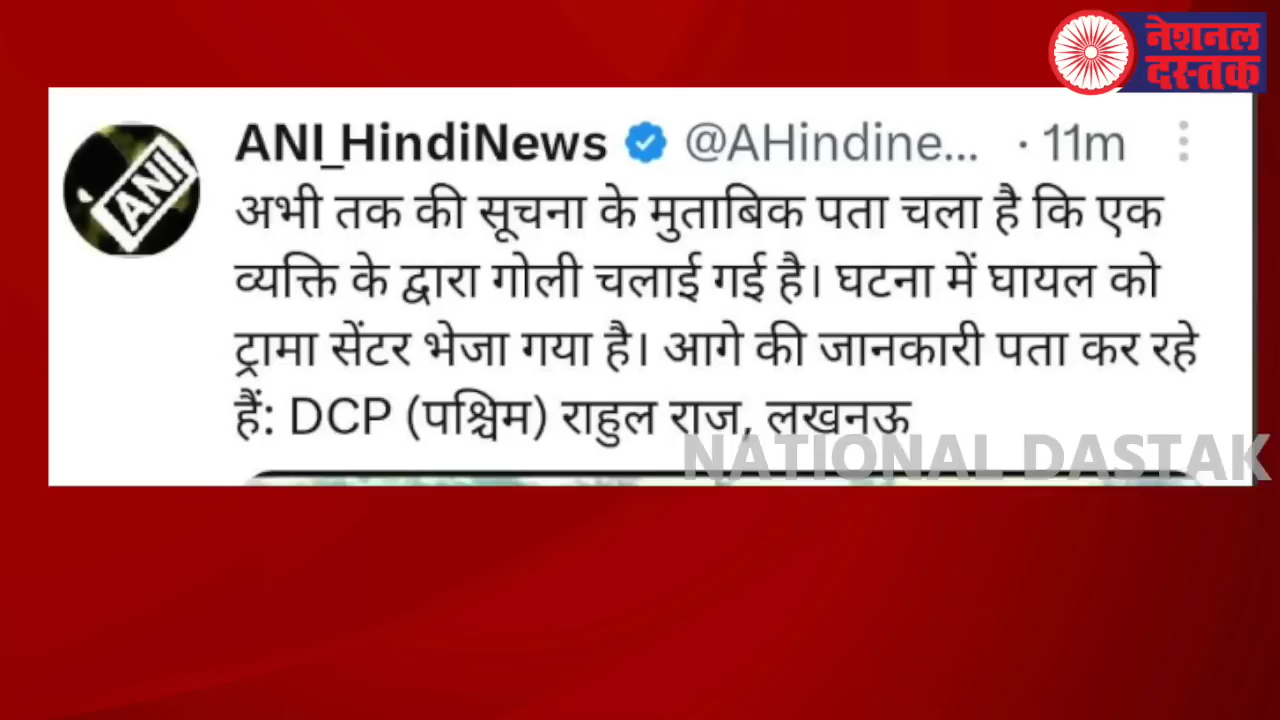 नेशनल
दस्तक
ANI_HindiNews @AHindine... · 11m
ANI
अभी तक की सूचना के मुताबिक पता चला है कि एक
व्यक्ति के द्वारा गोली चलाई गई है। घटना में घायल को
ट्रामा सेंटर भेजा गया है। आगे की जानकारी पता कर रहे
हैं: DCP (पश्चिम) राहुल राज, लखनऊ
NATIONAL DASTAK